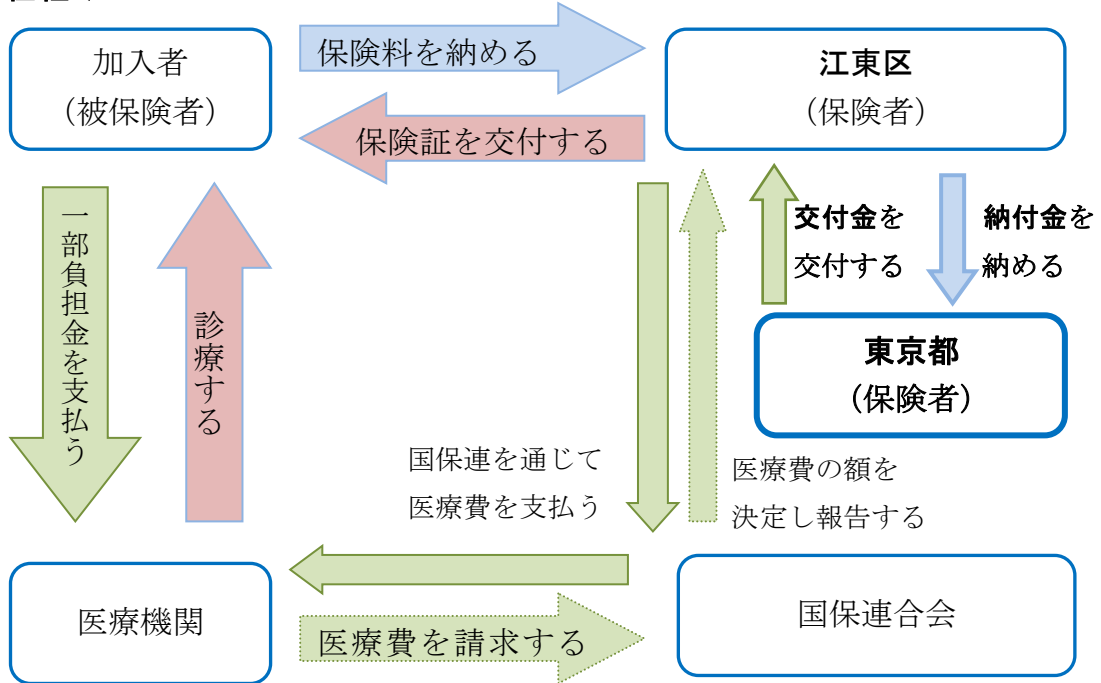 加入者
（被保険者）
保険料を納める
江東区
（保険者）
保険証を交付する
一部負担金を支払う
診療する
交付金を
交付する
納付金を
納める
東京都
（保険者）
国保連を通じて
医療費を支払う
医療費の額を
決定し報告する
医療機関
医療費を請求する
国保連合会